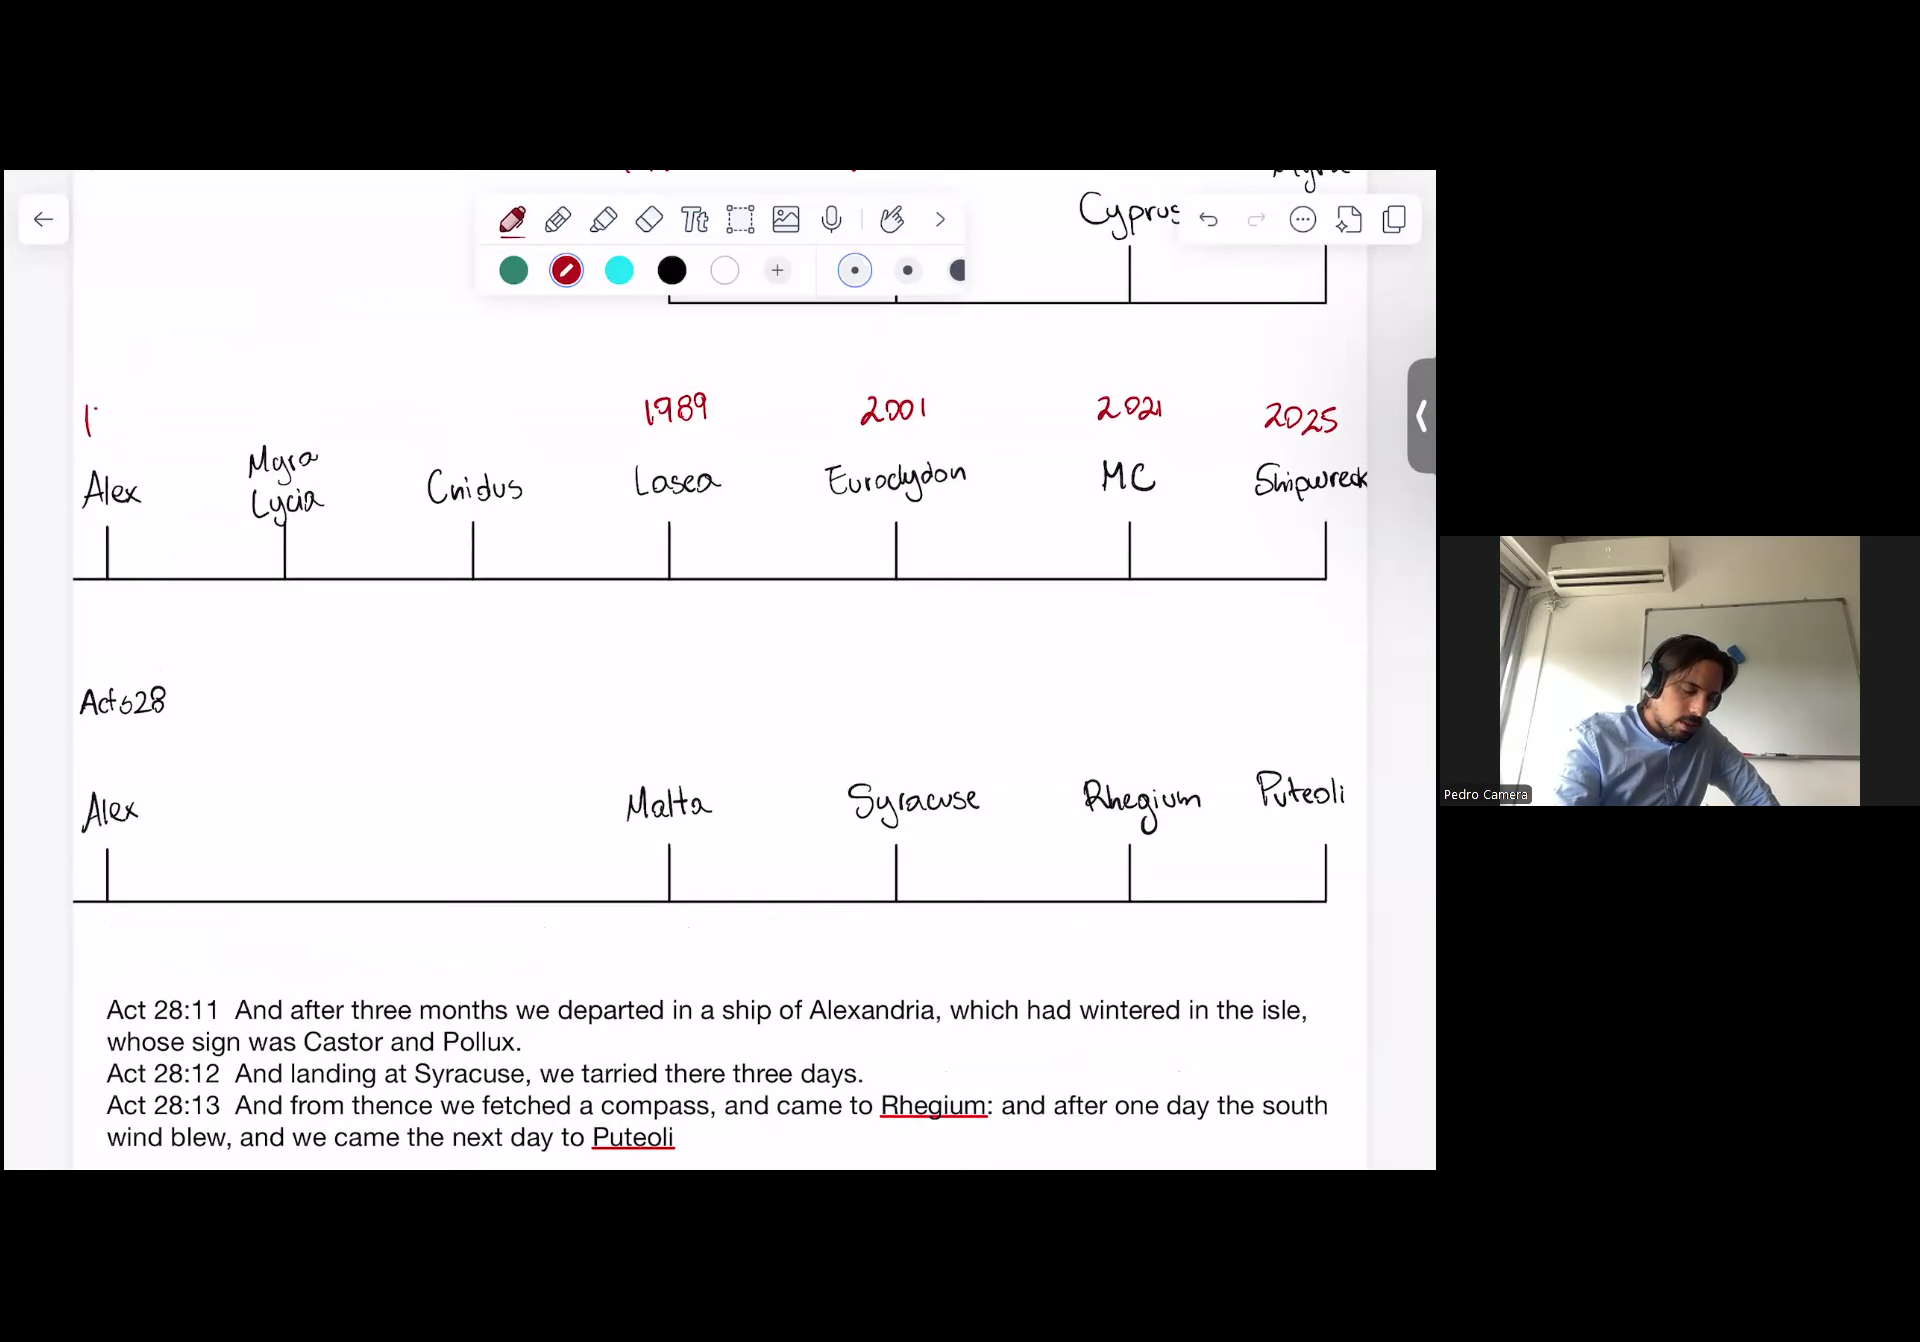 Tt
Cyprus
1989
2001
2021
2025
Alex
Myra
Lycia
Cnidus
Lasea
Euroclydon
MC
Shipwreck
Acts28
Alex
Malta
Syracuse
Rhegium
Puteoli
Act 28:11 And after three months we departed in a ship of Alexandria, which had wintered in the isle,
whose sign was Castor and Pollux.
Act 28:12 And landing at Syracuse, we tarried there three days.
Act 28:13 And from thence we fetched a compass, and came to Rhegium: and after one day the south
wind blew, and we came the next day to Puteoli
Pedro Camera